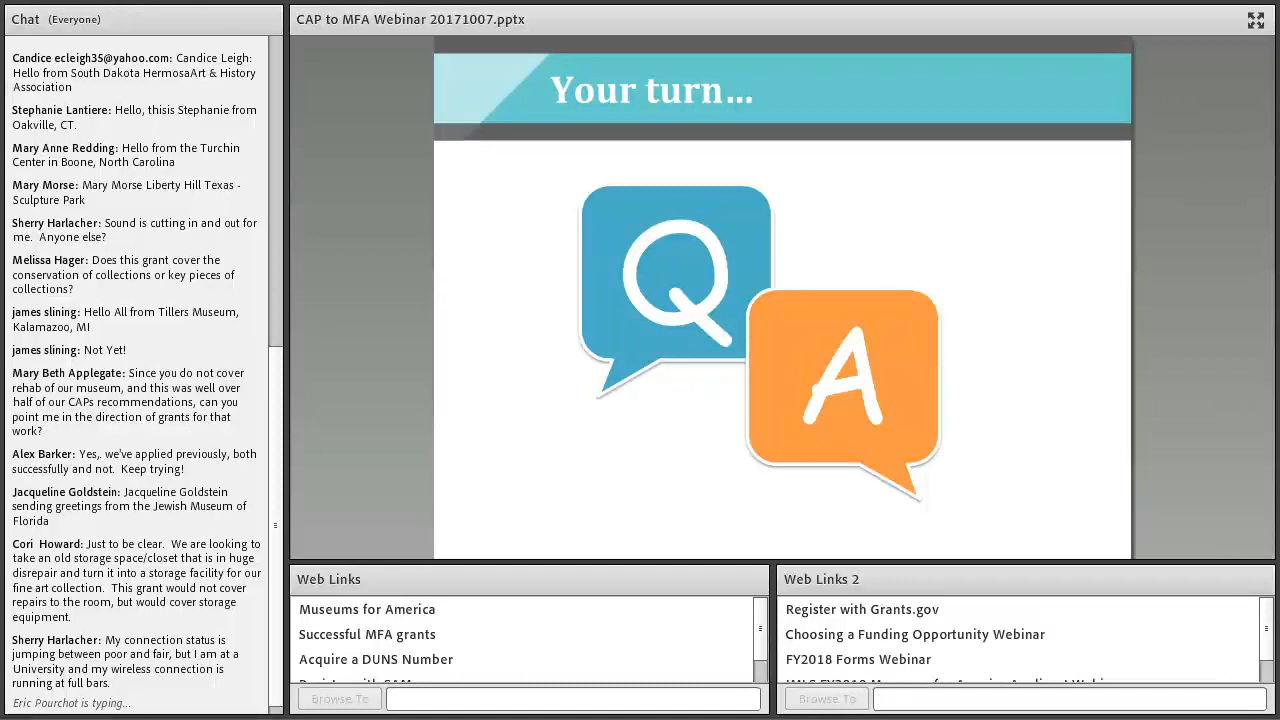 Chat (Everyone)
Candice ecleigh35@yahoo.com: Candice Leigh:
Hello from South Dakota HermosaArt & History
Association
Stephanie Lantiere: Hello, thisis Stephanie from
Oakville, CT.
Mary Anne Redding: Hello from the Turchin
Center in Boone, North Carolina
Mary Morse: Mary Morse Liberty Hill Texas -
Sculpture Park
Sherry Harlacher: Sound is cutting in and out for
me. Anyone else?
Melissa Hager: Does this grant cover the
conservation of collections or key pieces of
collections?
james slining: Hello All from Tillers Museum,
Kalamazoo, MI
james slining: Not Yet!
Mary Beth Applegate: Since you do not cover
rehab of our museum, and this was well over
half of our CAPs recommendations, can you
point me in the direction of grants for that
work?
Alex Barker: Yes,. we've applied previously, both
successfully and not. Keep trying!
Jacqueline Goldstein: Jacqueline Goldstein
sending greetings from the Jewish Museum of
Florida
Cori Howard: Just to be clear. We are looking to
take an old storage space/closet that is in huge
disrepair and turn it into a storage facility for our
fine art collection. This grant would not cover
repairs to the room, but would cover storage
equipment.
Sherry Harlacher: My connection status is
jumping between poor and fair, but I am at a
University and my wireless connection is
running at full bars.
Eric Pourchot is typing...
CAP to MFA Webinar 20171007.pptx
Your turn...
Q
A
Web Links
Museums for America
Successful MFA grants
Acquire a DUNS Number
Browse To
Web Links 2
Register with Grants.gov
Choosing a Funding Opportunity Webinar
FY2018 Forms Webinar
Browse To